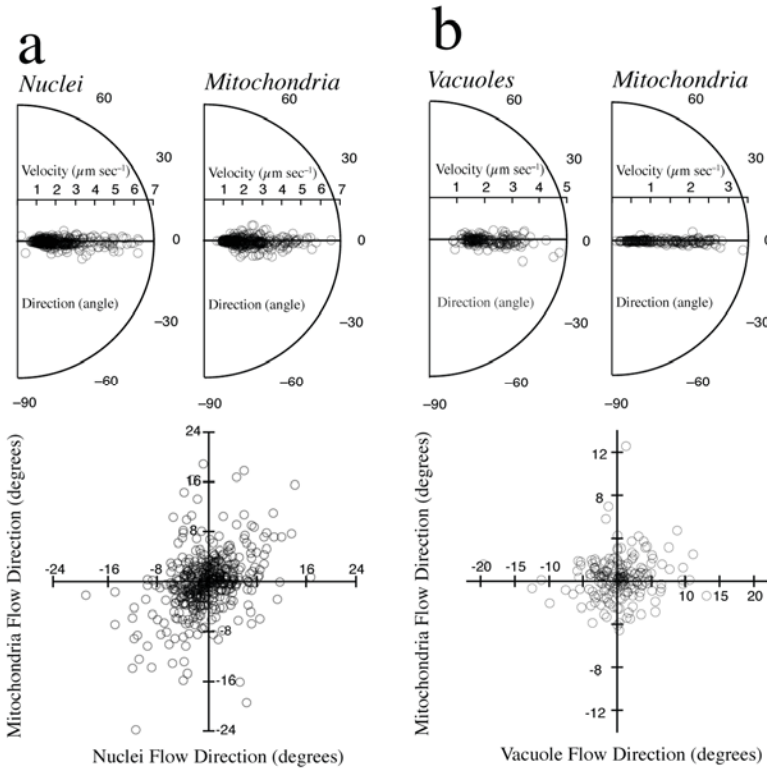 a
b
Nuclei
Mitochondria
Vacuoles
Mitochondria
60
60
60
60
30
30
30
30
Velocity (μm sec⁻¹)
Velocity (μm sec⁻¹)
Velocity (μm sec⁻¹)
Velocity (μm sec⁻¹)
1 2 3 4 5 6 7
1 2 3 4 5 6 7
1 2 3 4 5
1 2 3
0
0
0
0
Direction (angle)
Direction (angle)
Direction (angle)
Direction (angle)
−30
−30
−30
−30
−60
−60
−60
−60
−90
−90
−90
−90
Mitochondria Flow Direction (degrees)
24
16
8
-24 -16 -8 16 24
-8
-16
-24
Nuclei Flow Direction (degrees)
Mitochondria Flow Direction (degrees)
12
8
-20 -15 -10 10 15 20
-8
-12
Vacuole Flow Direction (degrees)